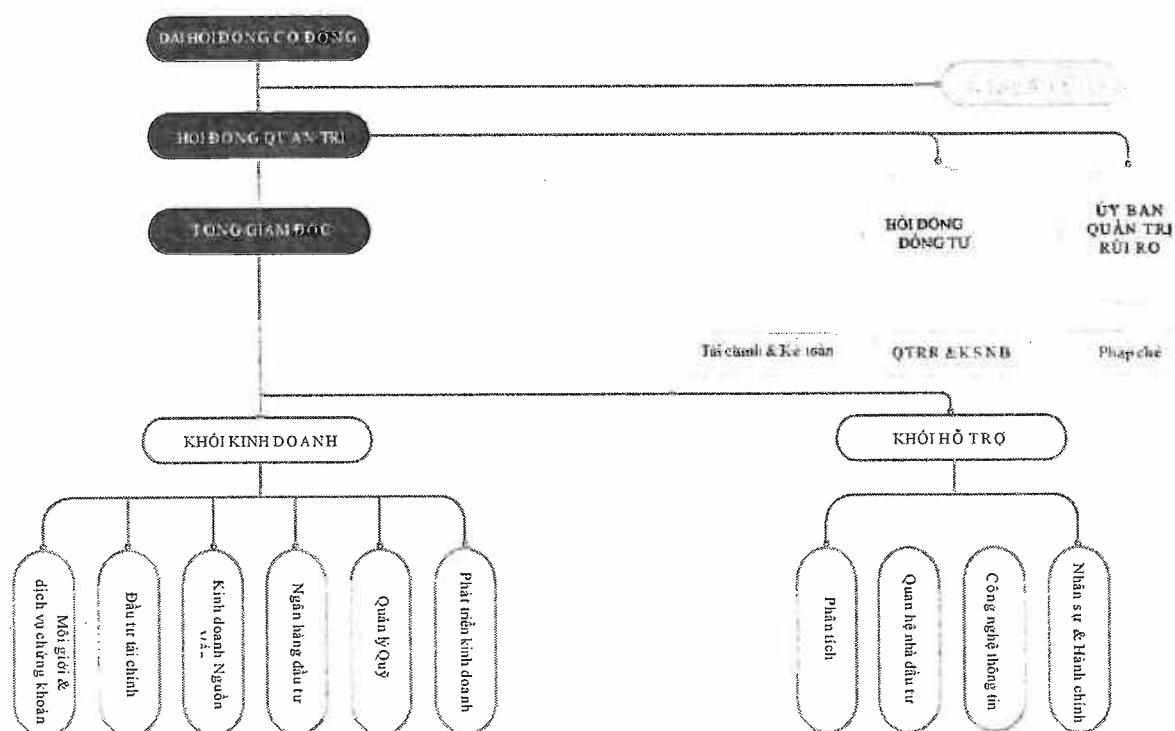 ĐẠI HỘI ĐỒNG CỔ ĐÔNG
HỘI ĐỒNG QUẢN TRỊ
TỔNG GIÁM ĐỐC
HỘI ĐỒNG
ĐỒNG TƯ
ỦY BAN
QUẢN TRỊ
RỦI RO
Tài chính & Kế toán
QTRR & KSNB
Pháp chế
KHỐI KINH DOANH
KHỐI HỖ TRỢ
Môi giới &
dịch vụ chứng khoán
Đầu tư tài chính
Kinh doanh Nguồn
Ngân hàng đầu tư
Quản lý Quỹ
Phát triển kinh doanh
Phân tích
Quan hệ nhà đầu tư
Công nghệ thông tin
Nhân sự & Hành chính